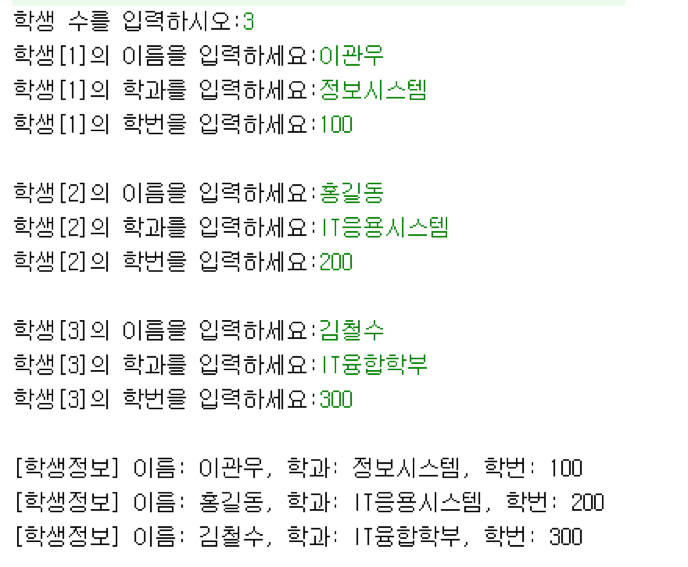 학생 수를 입력하시오:3
학생[1]의 이름을 입력하세요:이관우
학생[1]의 학과를 입력하세요:정보시스템
학생[1]의 학번을 입력하세요:100
학생[2]의 이름을 입력하세요:홍길동
학생[2]의 학과를 입력하세요:IT응용시스템
학생[2]의 학번을 입력하세요:200
학생[3]의 이름을 입력하세요:김철수
학생[3]의 학과를 입력하세요:IT융합학부
학생[3]의 학번을 입력하세요:300
[학생정보] 이름: 이관우, 학과: 정보시스템, 학번: 100
[학생정보] 이름: 홍길동, 학과: IT응용시스템, 학번: 200
[학생정보] 이름: 김철수, 학과: IT융합학부, 학번: 300